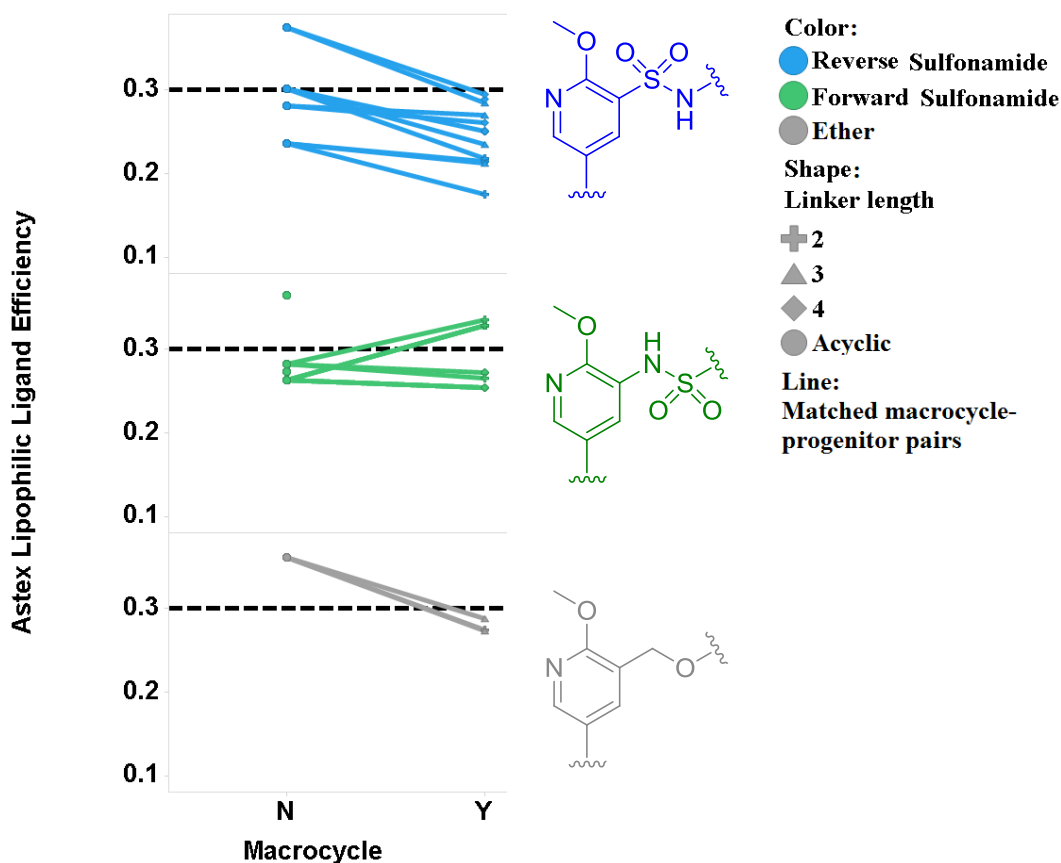 Astex Lipophilic Ligand Efficiency
0.3
0.2
0.1
0.3
0.2
0.1
0.3
0.2
0.1
N
Y
Macrocycle
O
O
O
S
N
N
H
O
H
N
N
S
O
O
O
N
O
Color:
Reverse Sulfonamide
Forward Sulfonamide
Ether
Shape:
Linker length
2
3
4
Acyclic
Line:
Matched macrocycle-
progenitor pairs